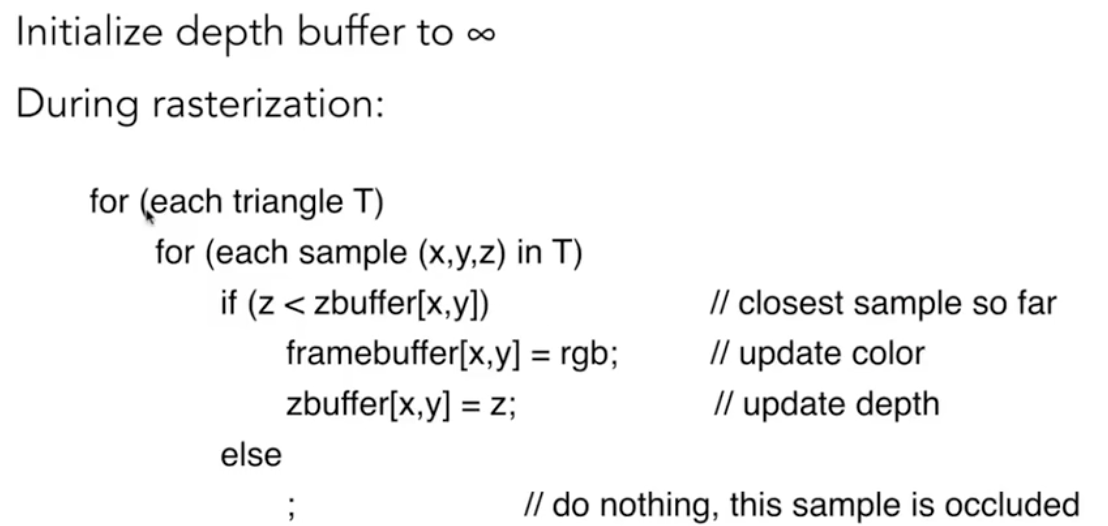 Initialize depth buffer to ∞
During rasterization:
for (each triangle T)
for (each sample (x,y,z) in T)
if (z < zbuffer[x,y]) // closest sample so far
framebuffer[x,y] = rgb; // update color
zbuffer[x,y] = z; // update depth
else
; // do nothing, this sample is occluded